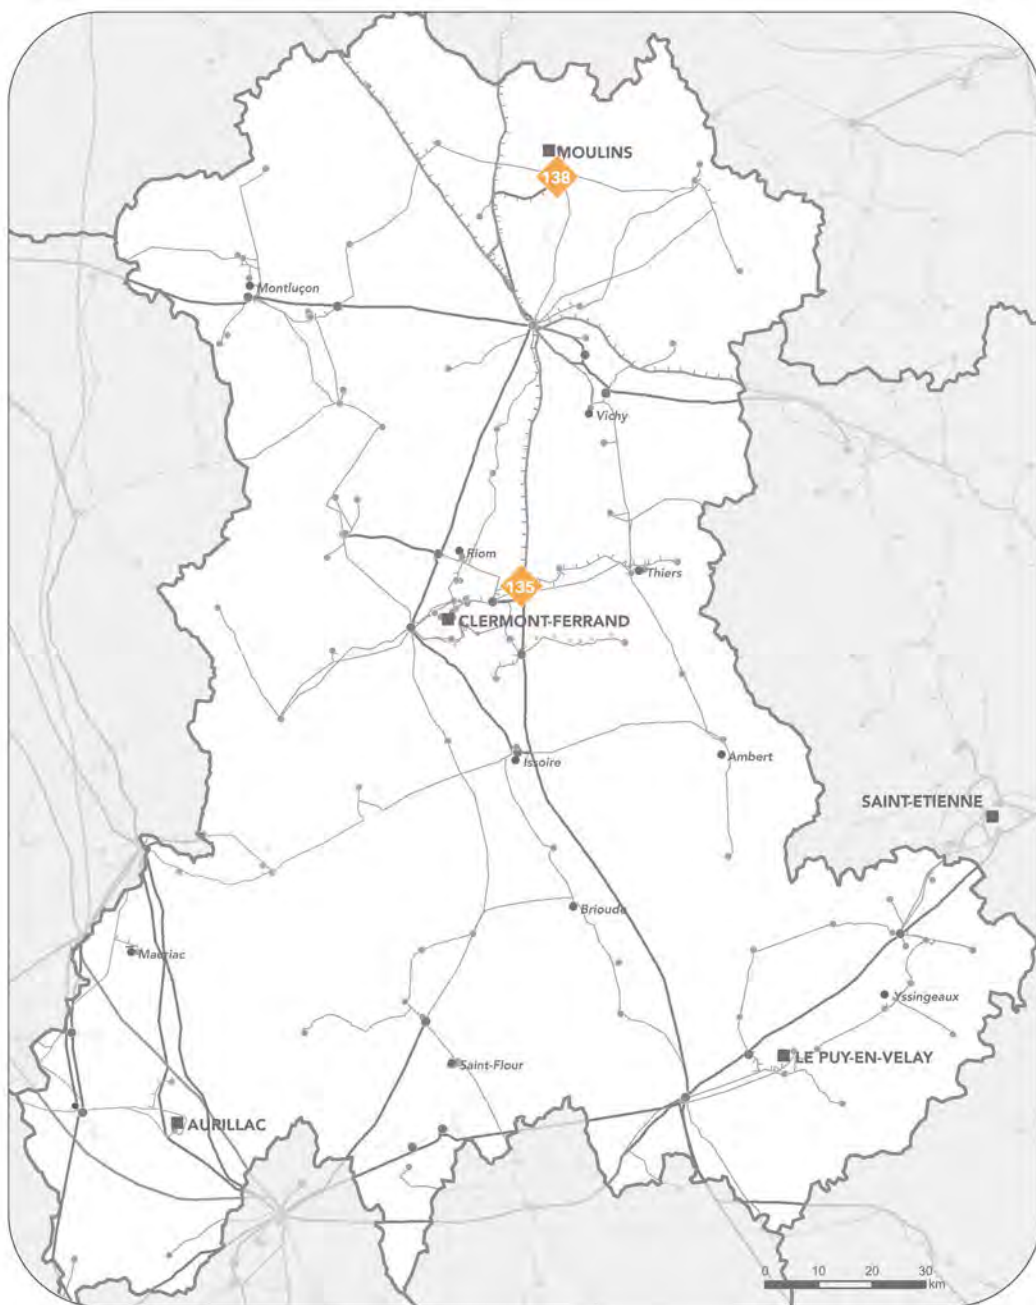 MOULINS
138
Montluçon
Vichy
Riom
135
Thiers
CLERMONT-FERRAND
Issoire
Ambert
SAINT-ETIENNE
Brioude
Mauriac
Yssingeaux
LE PUY-EN-VELAY
Saint-Flour
AURILLAC
0 10 20 30
km